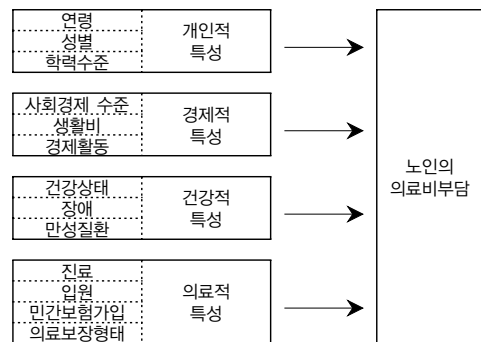 연령
성별
학력수준
개인적
특성
사회경제 수준
생활비
경제활동
경제적
특성
건강상태
장애
만성질환
건강적
특성
진료
입원
민간보험가입
의료보장형태
의료적
특성
노인의
의료비부담